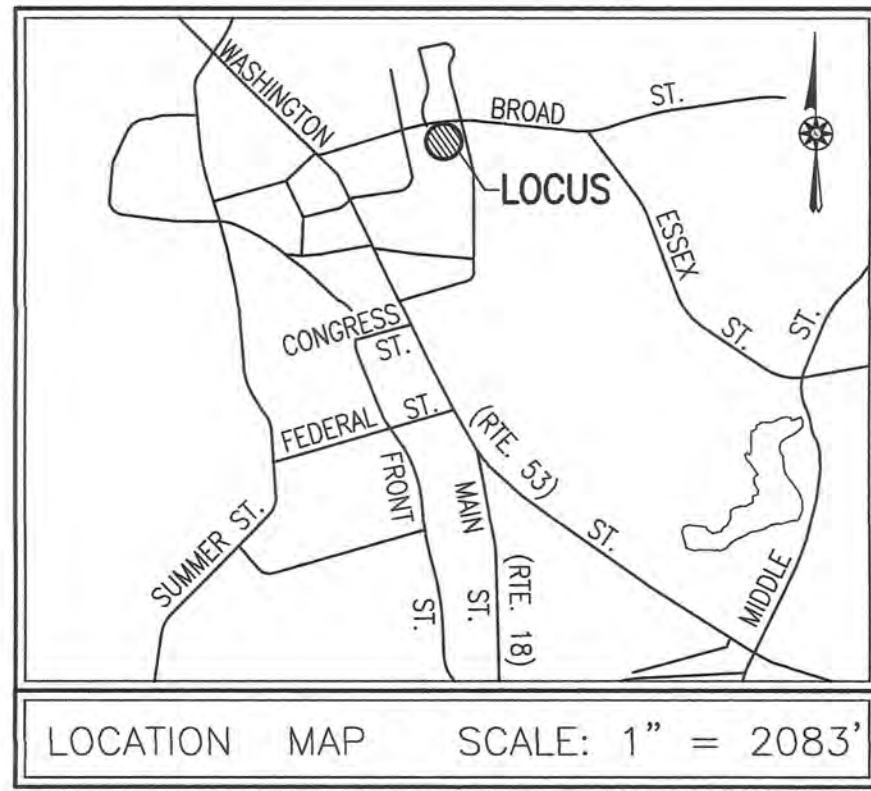 WASHINGTON
BROAD ST.
LOCUS
ESSEX ST.
ST.
CONGRESS
ST.
FEDERAL ST.
(RTE. 53)
ST.
FRONT ST.
MAIN ST.
(RTE. 18)
SUMMER ST.
MIDDLE
LOCATION MAP SCALE: 1" = 2083'